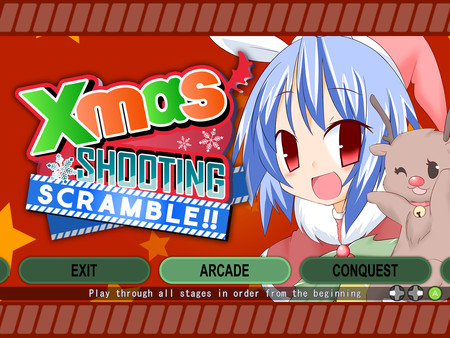 Xmas
SHOOTING
SCRAMBLE!!
EXIT
ARCADE
CONQUEST
Play through all stages in order from the beginning
A